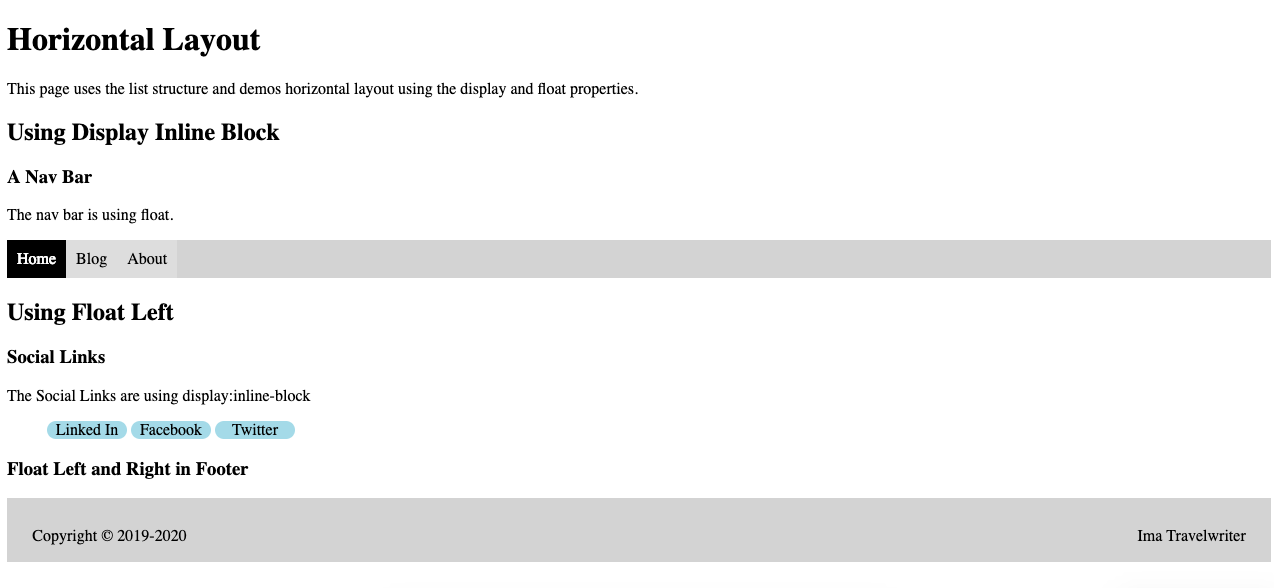 Horizontal Layout
This page uses the list structure and demos horizontal layout using the display and float properties.
Using Display Inline Block
A Nav Bar
The nav bar is using float.
Home Blog About
Using Float Left
Social Links
The Social Links are using display:inline-block
Linked In Facebook Twitter
Float Left and Right in Footer
Copyright © 2019-2020 Ima Travelwriter